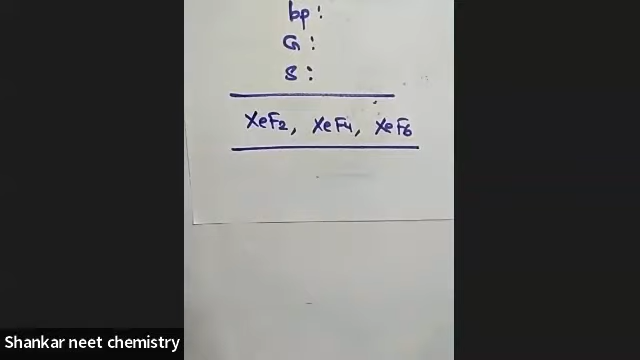 bp :
G :
S :
XeF2, XeF4, XeF6
Shankar neet chemistry